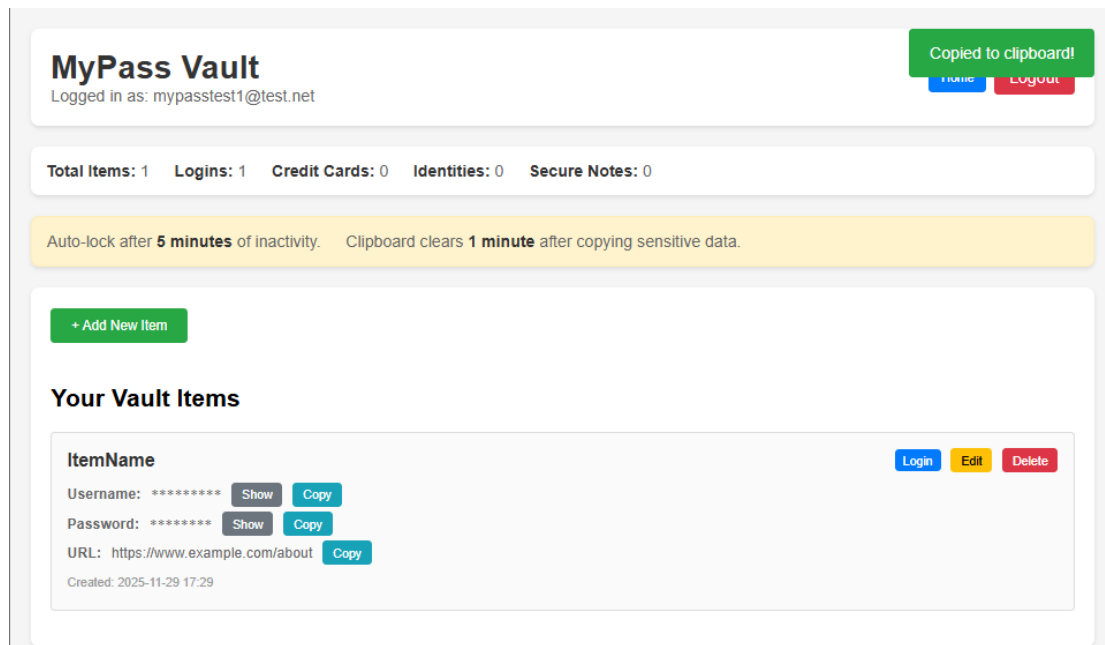 MyPass Vault
Copied to clipboard!
Logged in as: mypasstest1@test.net
Home Logout
Total Items: 1 Logins: 1 Credit Cards: 0 Identities: 0 Secure Notes: 0
Auto-lock after 5 minutes of inactivity. Clipboard clears 1 minute after copying sensitive data.
+ Add New Item
Your Vault Items
ItemName Login Edit Delete
Username: ********* Show Copy
Password: ******** Show Copy
URL: https://www.example.com/about Copy
Created: 2025-11-29 17:29